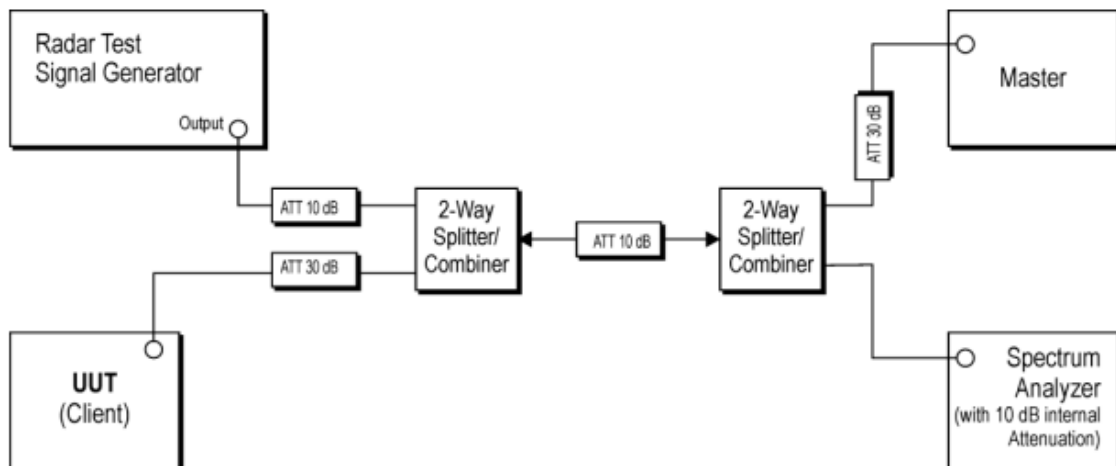 Radar Test
Signal Generator
Output
ATT 10 dB
ATT 30 dB
UUT
(Client)
2-Way
Splitter/
Combiner
ATT 10 dB
2-Way
Splitter/
Combiner
ATT 30 dB
Master
Spectrum
Analyzer
(with 10 dB internal
Attenuation)